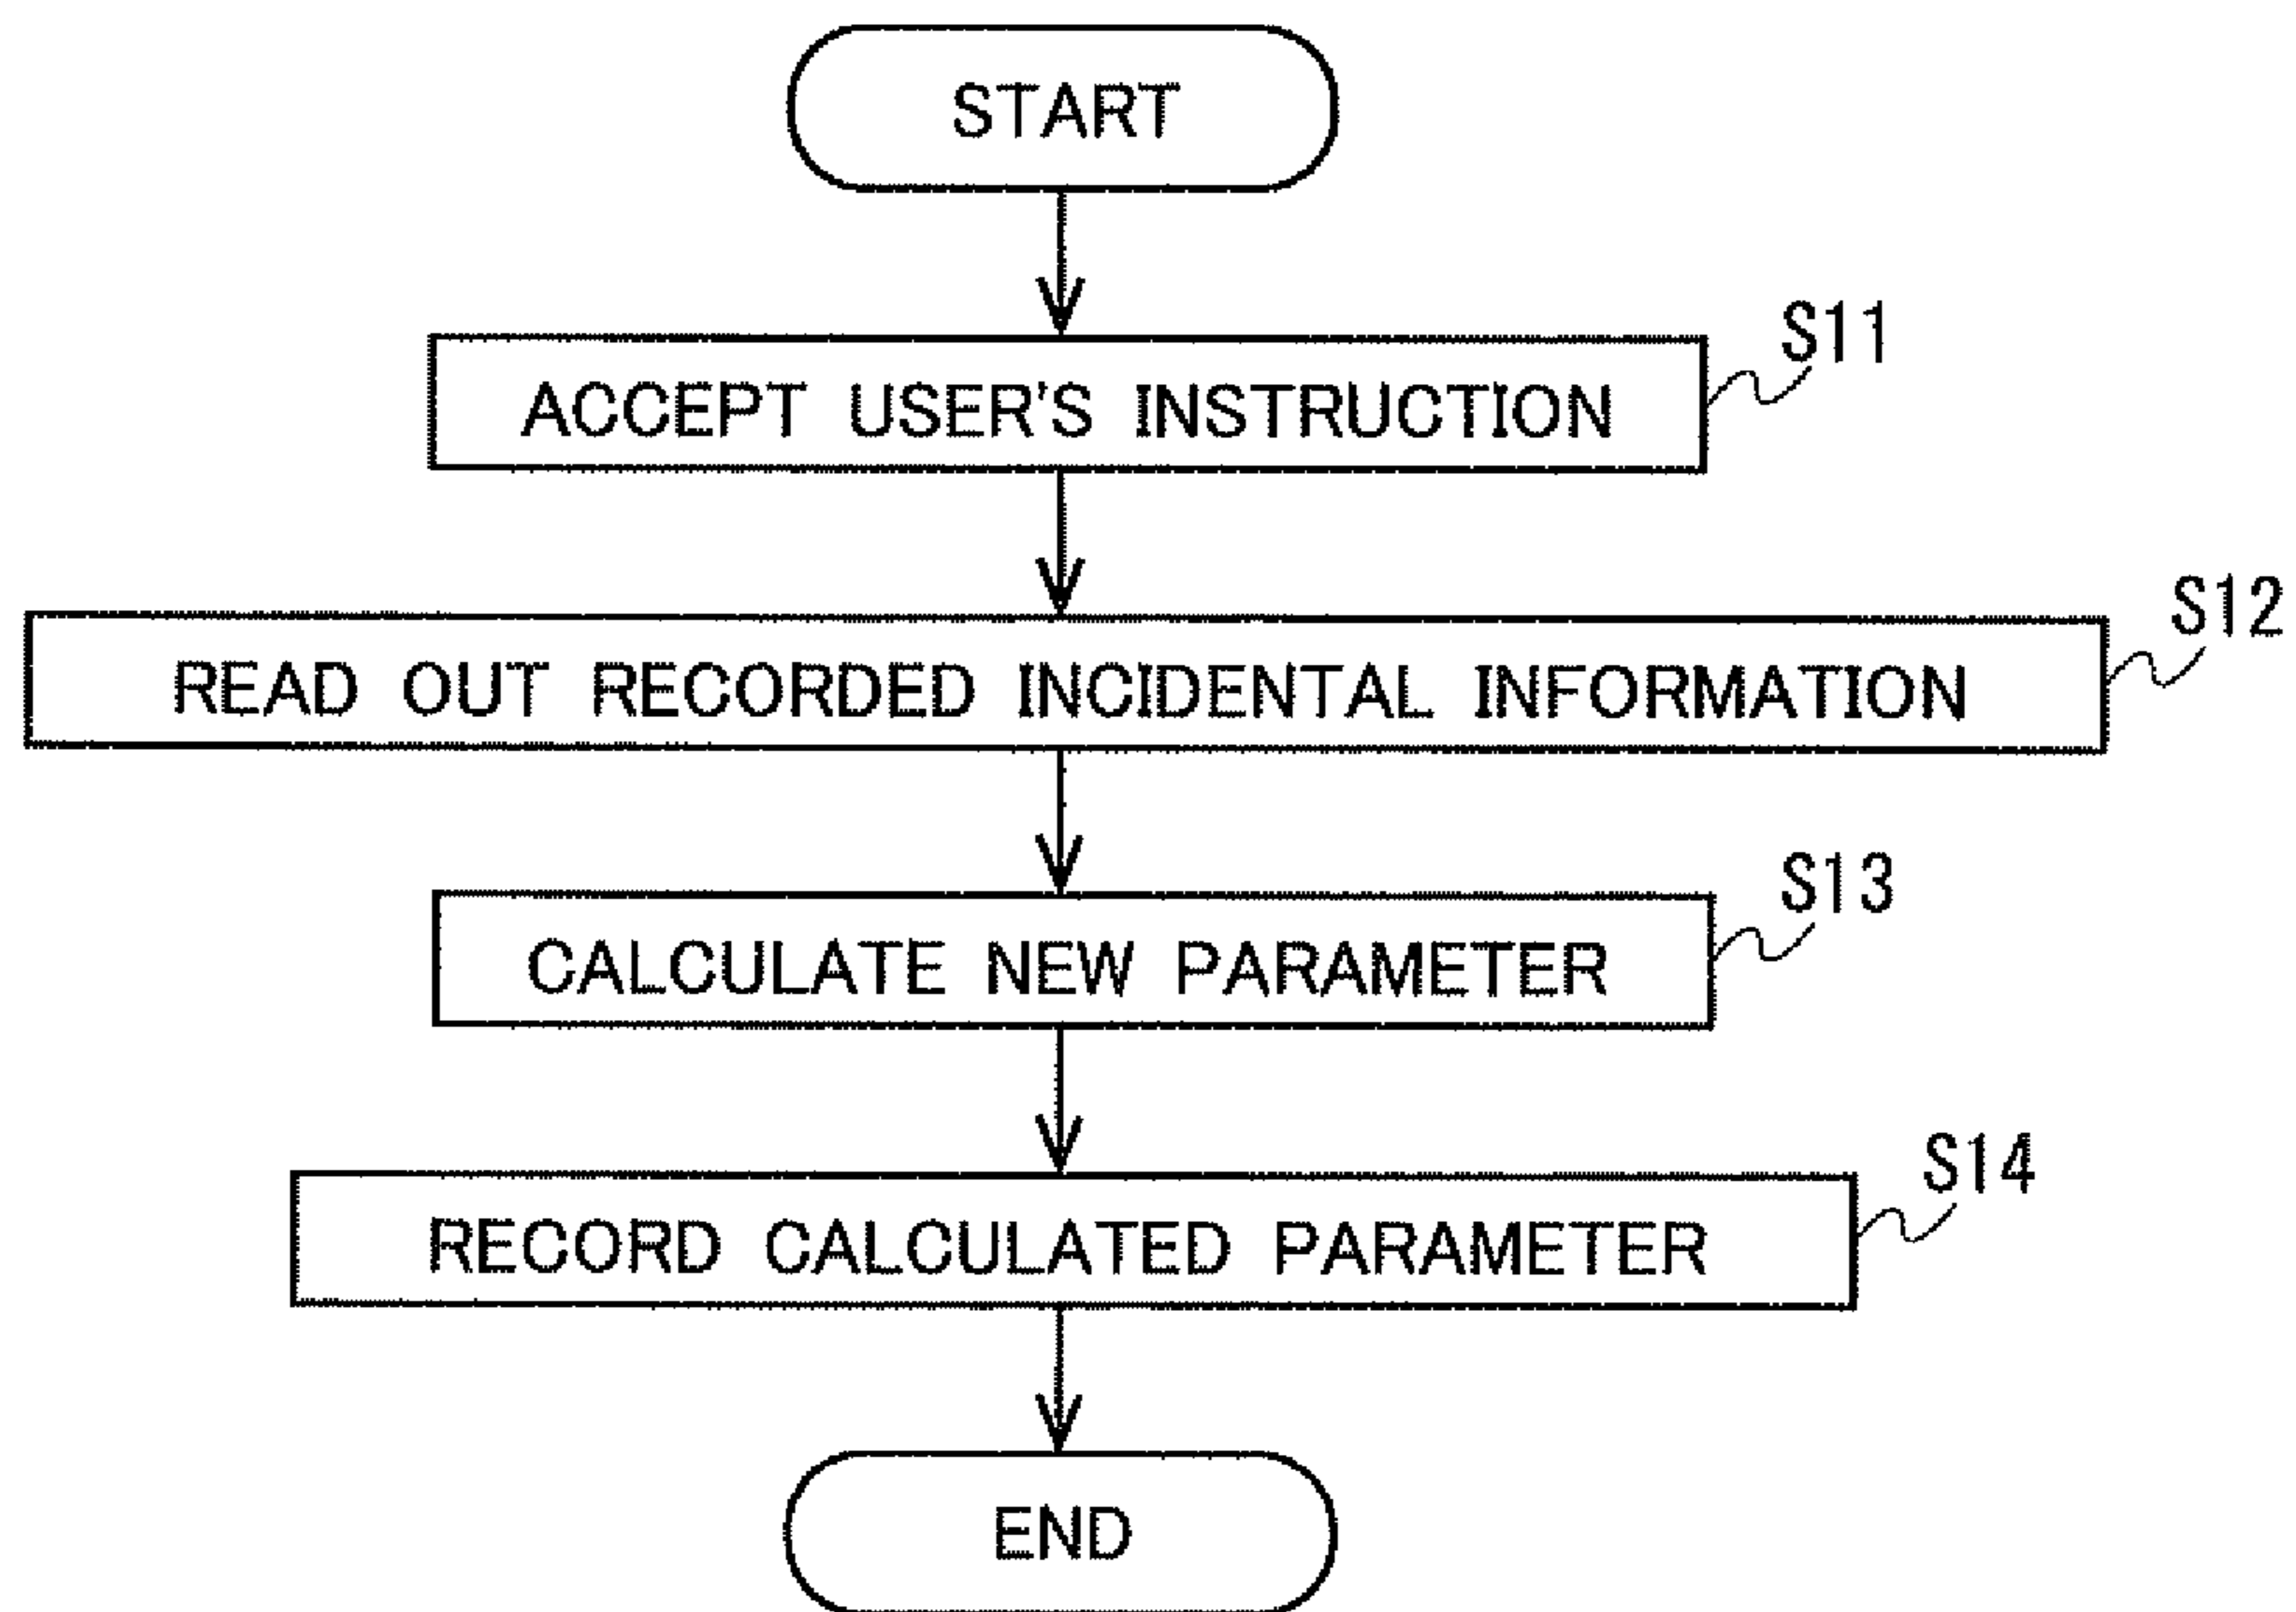 START
S11
ACCEPT USER'S INSTRUCTION
S12
READ OUT RECORDED INCIDENTAL INFORMATION
S13
CALCULATE NEW PARAMETER
S14
RECORD CALCULATED PARAMETER
END